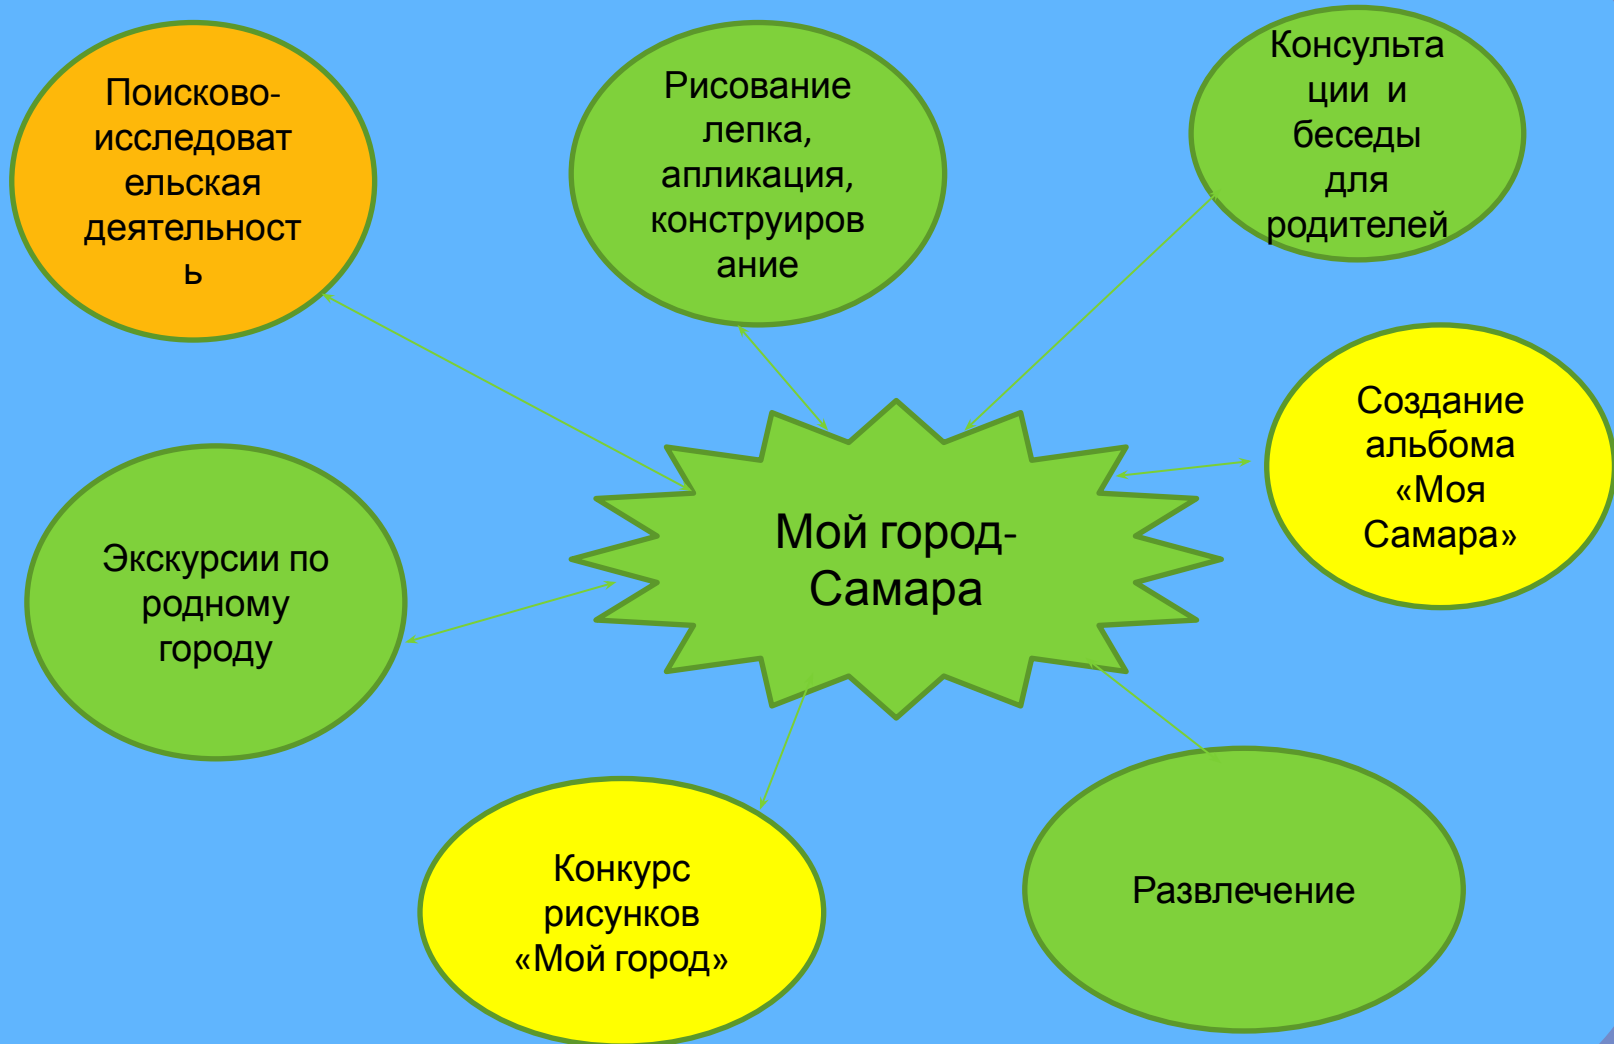 Поисково-
исследоват
ельская
деятельност
ь
Рисование
лепка,
апликация,
конструиров
ание
Консульта
ции и
беседы
для
родителей
Создание
альбома
«Моя
Самара»
Мой город-
Самара
Экскурсии по
родному
городу
Конкурс
рисунков
«Мой город»
Развлечение